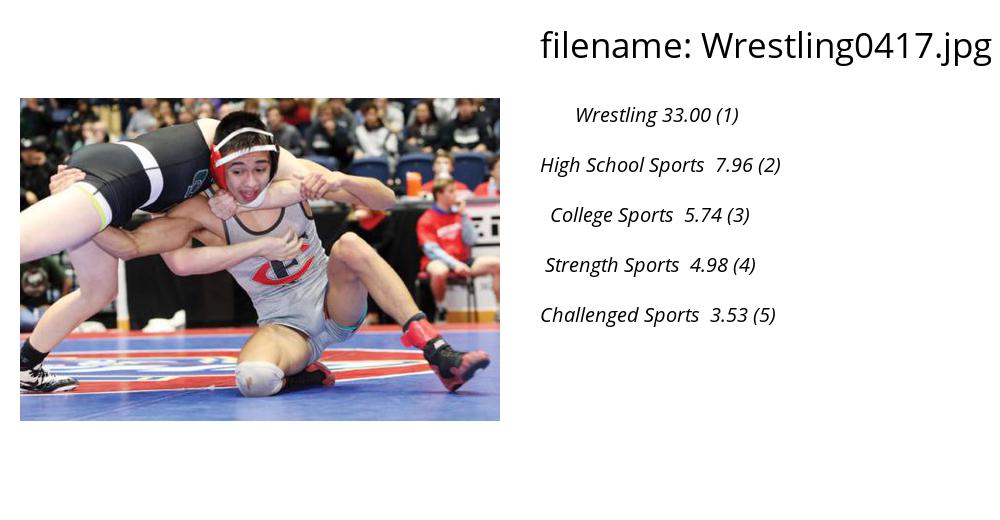 filename: Wrestling0417.jpg
Wrestling 33.00 (1)
High School Sports 7.96 (2)
College Sports 5.74 (3)
Strength Sports 4.98 (4)
Challenged Sports 3.53 (5)